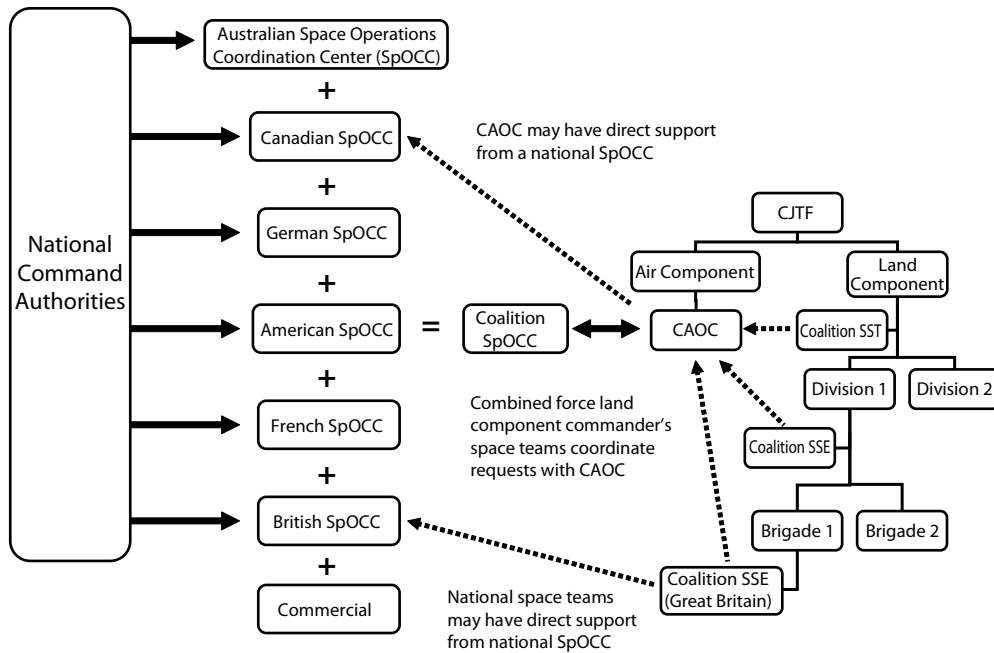 Australian Space Operations
Coordination Center (SpOCC)
+
Canadian SpOCC
+
German SpOCC
+
American SpOCC
+
French SpOCC
+
British SpOCC
+
Commercial
National
Command
Authorities
=
Coalition
SpOCC
CAOC may have direct support
from a national SpOCC
Combined force land
component commander’s
space teams coordinate
requests with CAOC
National space teams
may have direct support
from national SpOCC
CJTF
Air Component
Land
Component
CAOC
Coalition SST
Division 1
Division 2
Coalition SSE
Brigade 1
Brigade 2
Coalition SSE
(Great Britain)